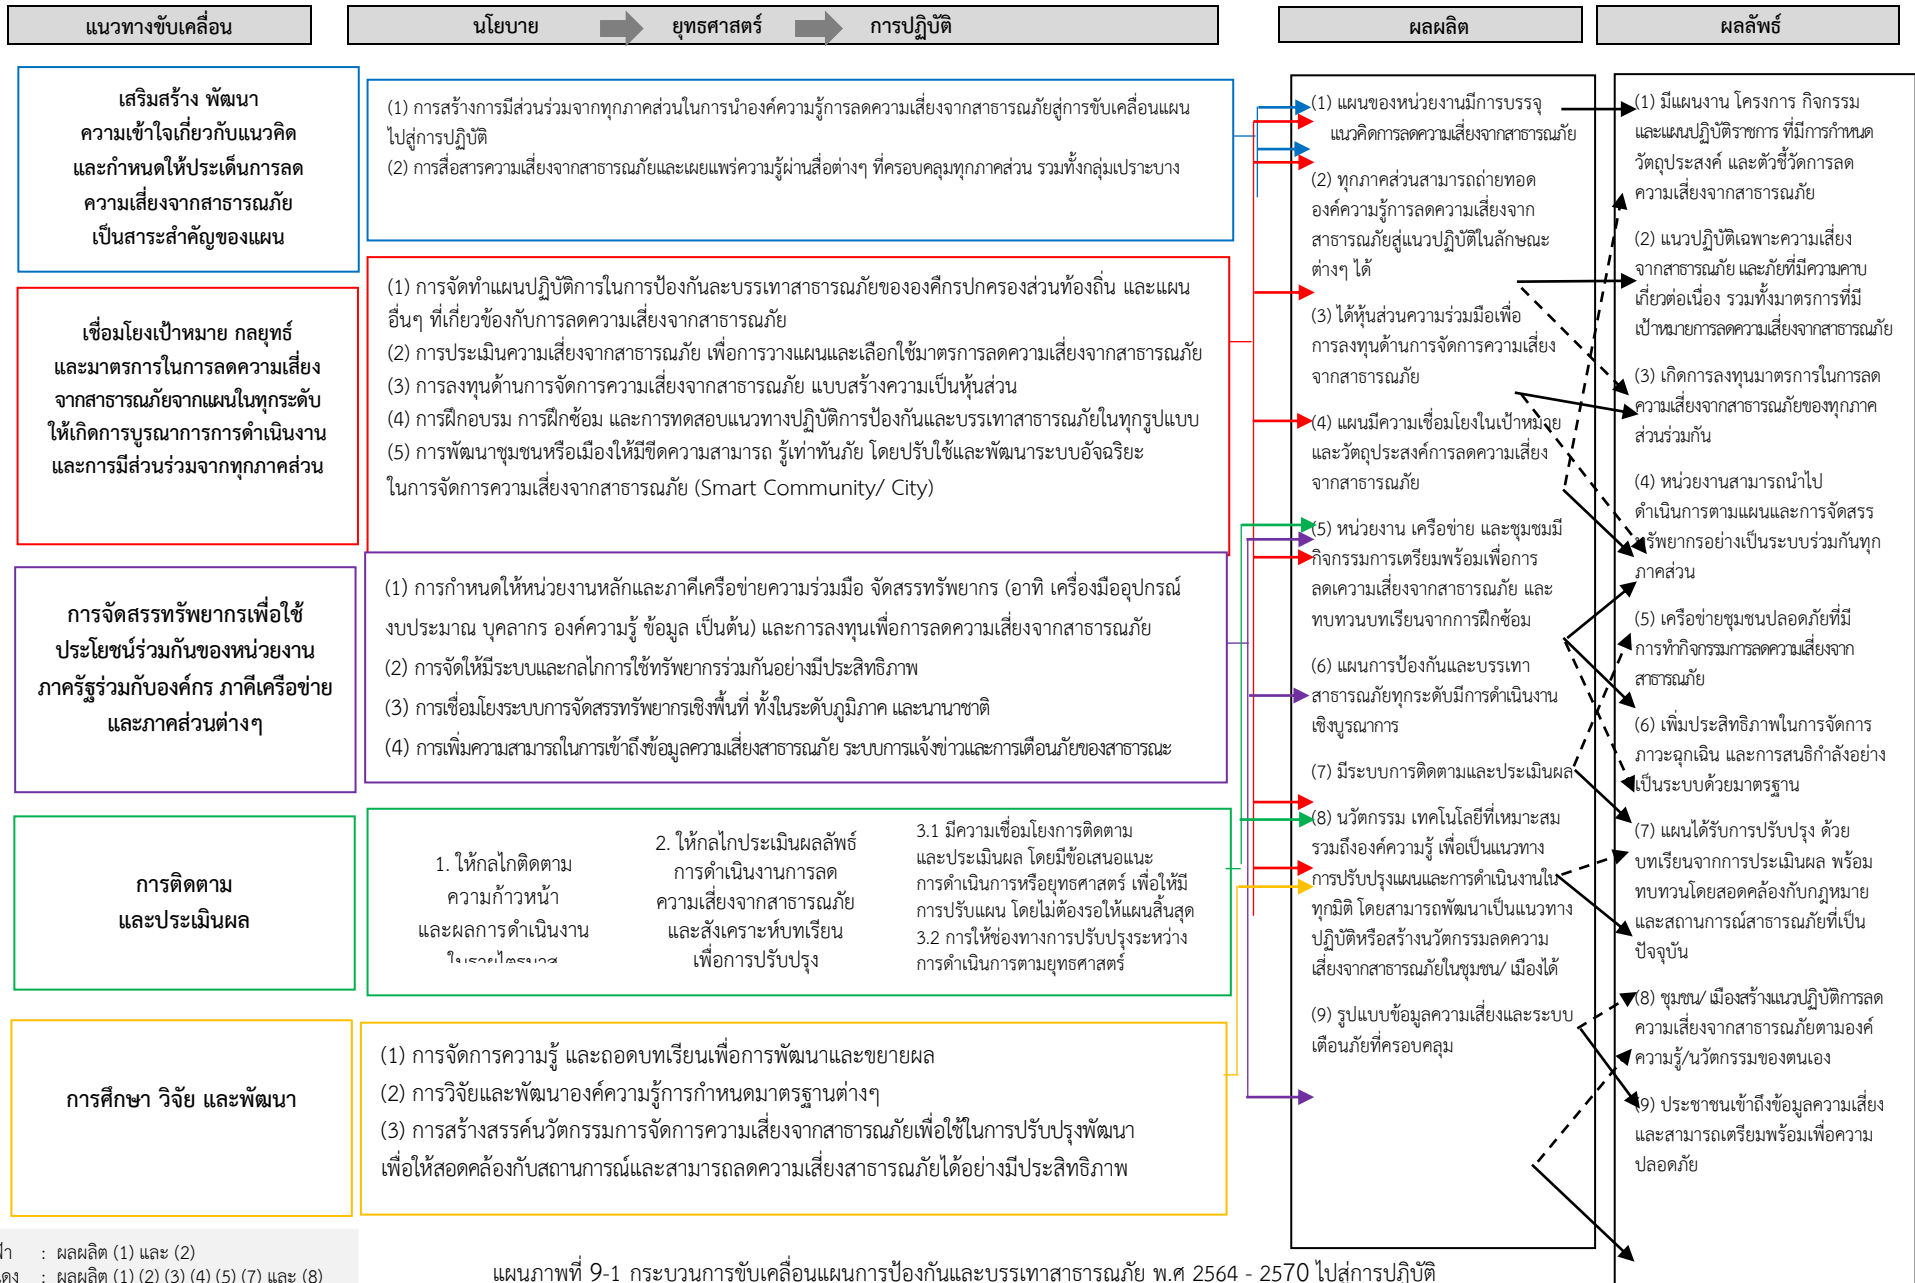 แนวทางขับเคลื่อน
นโยบาย
ยุทธศาสตร์
การปฏิบัติ
ผลผลิต
ผลลัพธ์
เสริมสร้าง พัฒนา
ความเข้าใจเกี่ยวกับแนวคิด
และกำหนดให้ประเด็นการลด
ความเสี่ยงจากสาธารณภัย
เป็นสาระสำคัญของแผน
(1) การสร้างการมีส่วนร่วมจากทุกภาคส่วนในการนำองค์ความรู้การลดความเสี่ยงจากสาธารณภัยสู่การขับเคลื่อนแผน
ไปสู่การปฏิบัติ
(2) การสื่อสารความเสี่ยงจากสาธารณภัยและเผยแพร่ความรู้ผ่านสื่อต่างๆ ที่ครอบคลุมทุกภาคส่วน รวมทั้งกลุ่มเปราะบาง
เชื่อมโยงเป้าหมาย กลยุทธ์
และมาตรการในการลดความเสี่ยง
จากสาธารณภัยจากแผนในทุกระดับ
ให้เกิดการบูรณาการการดำเนินงาน
และการมีส่วนร่วมจากทุกภาคส่วน
(1) การจัดทำแผนปฏิบัติการในการป้องกันละบรรเทาสาธารณภัยขององค์กรปกครองส่วนท้องถิ่น และแผน
อื่นๆ ที่เกี่ยวข้องกับการลดความเสี่ยงจากสาธารณภัย
(2) การประเมินความเสี่ยงจากสาธารณภัย เพื่อการวางแผนและเลือกใช้มาตรการลดความเสี่ยงจากสาธารณภัย
(3) การลงทุนด้านการจัดการความเสี่ยงจากสาธารณภัย แบบสร้างความเป็นหุ้นส่วน
(4) การฝึกอบรม การฝึกซ้อม และการทดสอบแนวทางปฏิบัติการป้องกันและบรรเทาสาธารณภัยในทุกรูปแบบ
(5) การพัฒนาชุมชนหรือเมืองให้มีขีดความสามารถ รู้เท่าทันภัย โดยปรับใช้และพัฒนาระบบอัจฉริยะ
ในการจัดการความเสี่ยงจากสาธารณภัย (Smart Community/ City)
การจัดสรรทรัพยากรเพื่อใช้
ประโยชน์ร่วมกันของหน่วยงาน
ภาครัฐร่วมกับองค์กร ภาคีเครือข่าย
และภาคส่วนต่างๆ
(1) การกำหนดให้หน่วยงานหลักและภาคีเครือข่ายความร่วมมือ จัดสรรทรัพยากร (อาทิ เครื่องมืออุปกรณ์
งบประมาณ บุคลากร องค์ความรู้ ข้อมูล เป็นต้น) และการลงทุนเพื่อการลดความเสี่ยงจากสาธารณภัย
(2) การจัดให้มีระบบและกลไกการใช้ทรัพยากรร่วมกันอย่างมีประสิทธิภาพ
(3) การเชื่อมโยงระบบการจัดสรรทรัพยากรเชิงพื้นที่ ทั้งในระดับภูมิภาค และนานาชาติ
(4) การเพิ่มความสามารถในการเข้าถึงข้อมูลความเสี่ยงสาธารณภัย ระบบการแจ้งข่าวและการเตือนภัยของสาธารณะ
การติดตาม
และประเมินผล
1. ให้กลไกติดตาม
ความก้าวหน้า
และผลการดำเนินงาน
ในรายไตรมาส
2. ให้กลไกประเมินผลลัพธ์
การดำเนินงานการลด
ความเสี่ยงจากสาธารณภัย
และสังเคราะห์บทเรียน
เพื่อการปรับปรุง
3.1 มีความเชื่อมโยงการติดตาม
และประเมินผล โดยมีข้อเสนอแนะ
การดำเนินการหรือยุทธศาสตร์ เพื่อให้มี
การปรับแผน โดยไม่ต้องรอให้แผนสิ้นสุด
3.2 การให้ช่องทางการปรับปรุงระหว่าง
การดำเนินการตามยุทธศาสตร์
การศึกษา วิจัย และพัฒนา
(1) การจัดการความรู้ และถอดบทเรียนเพื่อการพัฒนาและขยายผล
(2) การวิจัยและพัฒนาองค์ความรู้การกำหนดมาตรฐานต่างๆ
(3) การสร้างสรรค์นวัตกรรมการจัดการความเสี่ยงจากสาธารณภัยเพื่อใช้ในการปรับปรุงพัฒนา
เพื่อให้สอดคล้องกับสถานการณ์และสามารถลดความเสี่ยงสาธารณภัยได้อย่างมีประสิทธิภาพ
(1) แผนของหน่วยงานมีการบรรจุ
แนวคิดการลดความเสี่ยงจากสาธารณภัย
(2) ทุกภาคส่วนสามารถถ่ายทอด
องค์ความรู้การลดความเสี่ยงจาก
สาธารณภัยสู่แนวปฏิบัติในลักษณะ
ต่างๆ ได้
(3) ได้หุ้นส่วนความร่วมมือเพื่อ
การลงทุนด้านการจัดการความเสี่ยง
จากสาธารณภัย
(4) แผนมีความเชื่อมโยงในเป้าหมาย
และวัตถุประสงค์การลดความเสี่ยง
จากสาธารณภัย
(5) หน่วยงาน เครือข่าย และชุมชมมี
กิจกรรมการเตรียมพร้อมเพื่อการ
ลดเความเสี่ยงจากสาธารณภัย และ
ทบทวนบทเรียนจากการฝึกซ้อม
(6) แผนการป้องกันและบรรเทา
สาธารณภัยทุกระดับมีการดำเนินงาน
เชิงบูรณาการ
(7) มีระบบการติดตามและประเมินผล
(8) นวัตกรรม เทคโนโลยีที่เหมาะสม
รวมถึงองค์ความรู้ เพื่อเป็นแนวทาง
การปรับปรุงแผนและการดำเนินงานใน
ทุกมิติ โดยสามารถพัฒนาเป็นแนวทาง
ปฏิบัติหรือสร้างนวัตกรรมลดความ
เสี่ยงจากสาธารณภัยในชุมชน/ เมืองได้
(9) รูปแบบข้อมูลความเสี่ยงและระบบ
เตือนภัยที่ครอบคลุม
(1) มีแผนงาน โครงการ กิจกรรม
และแผนปฏิบัติราชการ ที่มีการกำหนด
วัตถุประสงค์ และตัวชี้วัดการลด
ความเสี่ยงจากสาธารณภัย
(2) แนวปฏิบัติเฉพาะความเสี่ยง
จากสาธารณภัย และภัยที่มีความคาบ
เกี่ยวต่อเนื่อง รวมทั้งมาตรการที่มี
เป้าหมายการลดความเสี่ยงจากสาธารณภัย
(3) เกิดการลงทุนมาตรการในการลด
ความเสี่ยงจากสาธารณภัยของทุกภาค
ส่วนร่วมกัน
(4) หน่วยงานสามารถนำไป
ดำเนินการตามแผนและการจัดสรร
ทรัพยากรอย่างเป็นระบบร่วมกันทุก
ภาคส่วน
(5) เครือข่ายชุมชนปลอดภัยที่มี
การทำกิจกรรมการลดความเสี่ยงจาก
สาธารณภัย
(6) เพิ่มประสิทธิภาพในการจัดการ
ภาวะฉุกเฉิน และการสนธิกำลังอย่าง
เป็นระบบด้วยมาตรฐาน
(7) แผนได้รับการปรับปรุง ด้วย
บทเรียนจากการประเมินผล พร้อม
ทบทวนโดยสอดคล้องกับกฎหมาย
และสถานการณ์สาธารณภัยที่เป็น
ปัจจุบัน
(8) ชุมชน/ เมืองสร้างแนวปฏิบัติการลด
ความเสี่ยงจากสาธารณภัยตามองค์
ความรู้/นวัตกรรมของตนเอง
(9) ประชาชนเข้าถึงข้อมูลความเสี่ยง
และสามารถเตรียมพร้อมเพื่อความ
ปลอดภัย
: ผลผลิต (1) และ (2)
: ผลผลิต (1) (2) (3) (4) (5) (7) และ (8)
แผนภาพที่ 9-1 กระบวนการขับเคลื่อนแผนการป้องกันและบรรเทาสาธารณภัย พ.ศ 2564 - 2570 ไปสู่การปฏิบัติ